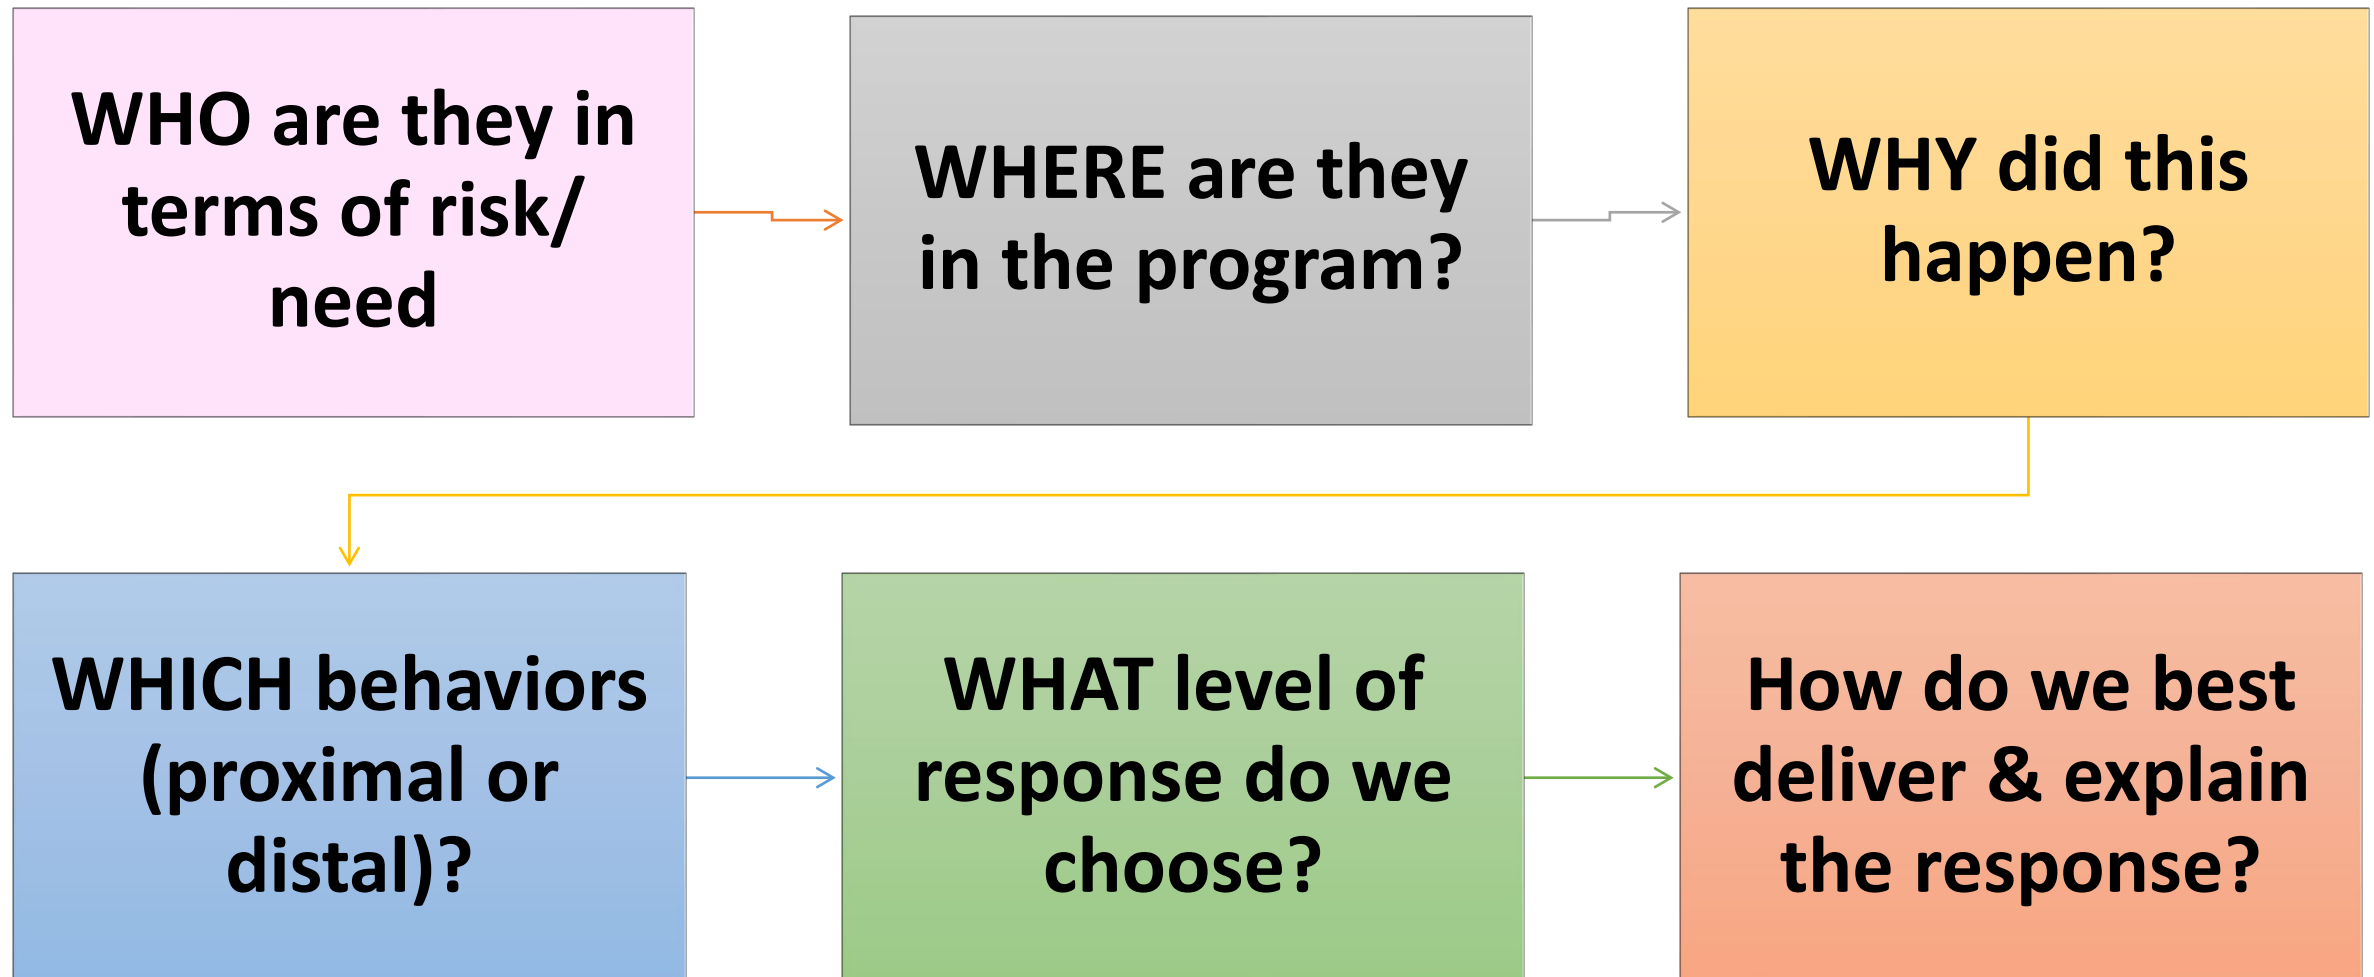 WHO are they in
terms of risk/
need
WHERE are they
in the program?
WHY did this
happen?
WHICH behaviors
(proximal or
distal)?
WHAT level of
response do we
choose?
How do we best
deliver & explain
the response?